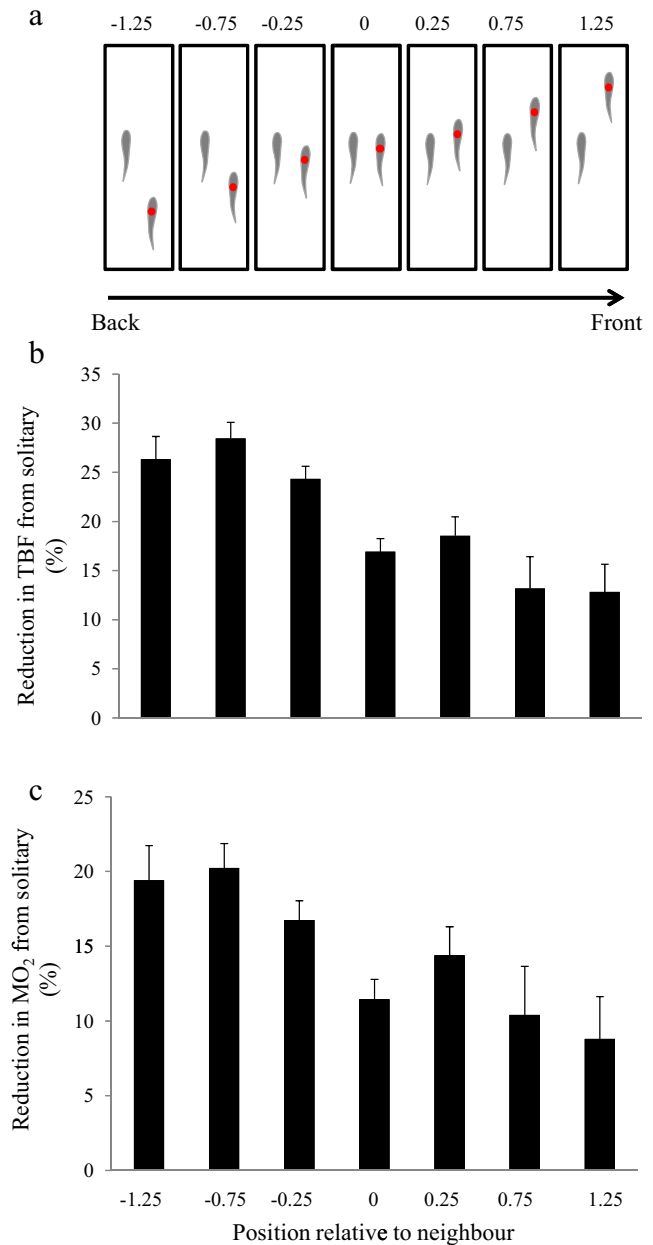 a
-1.25 -0.75 -0.25 0 0.25 0.75 1.25
Back Front
b
Reduction in TBF from solitary
(%)
35
30
25
20
15
10
5
0
c
Reduction in MO₂ from solitary
(%)
25
20
15
10
5
0
-1.25 -0.75 -0.25 0 0.25 0.75 1.25
Position relative to neighbour